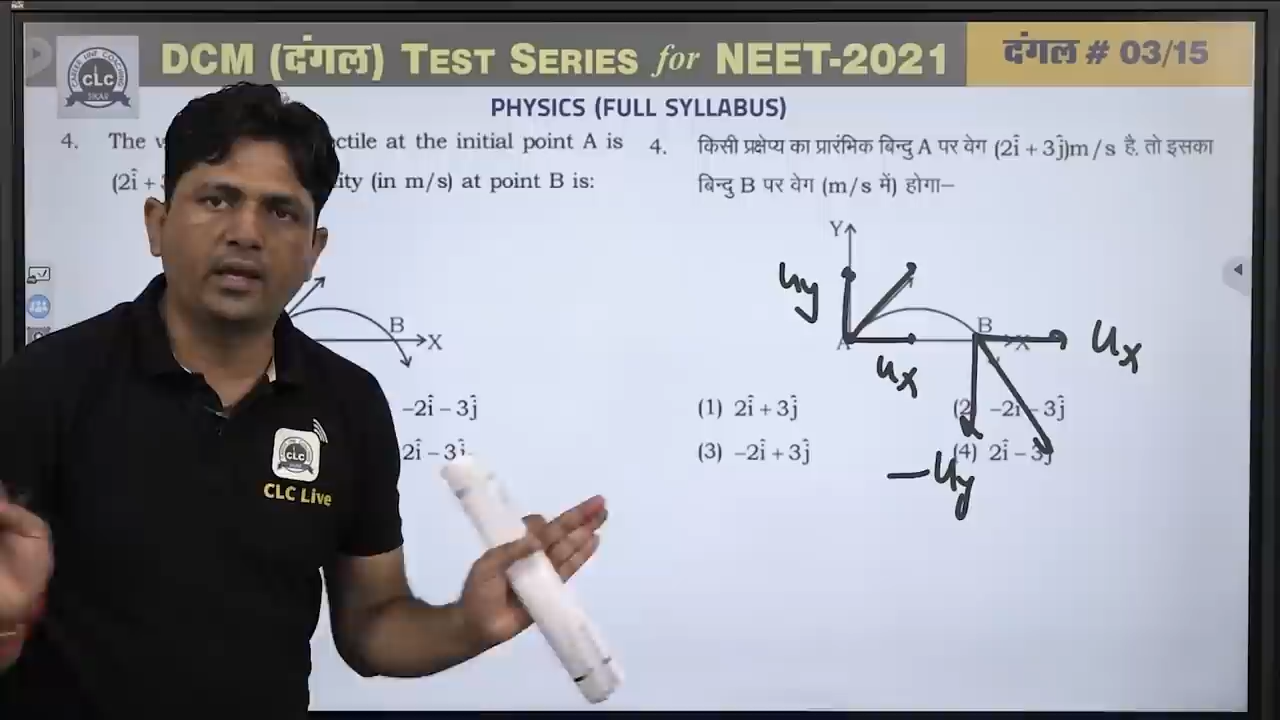 DCM (दंगल) TEST SERIES for NEET-2021
दंगल # 03/15
CLC
SIKAR
PHYSICS (FULL SYLLABUS)
4. The ctile at the initial point A is
(2î + ity (in m/s) at point B is:
B
X
−2î − 3ĵ
2î − 3ĵ
4. किसी प्रक्षेप्य का प्रारंभिक बिन्दु A पर वेग (2î + 3ĵ)m/s है, तो इसका
बिन्दु B पर वेग (m/s में) होगा−
Y
uy
A
B
X
ux
ux
(1) 2î + 3ĵ
(2) −2î − 3ĵ
(3) −2î + 3ĵ
(4) 2î − 3ĵ
−uy
CLC
CLC Live